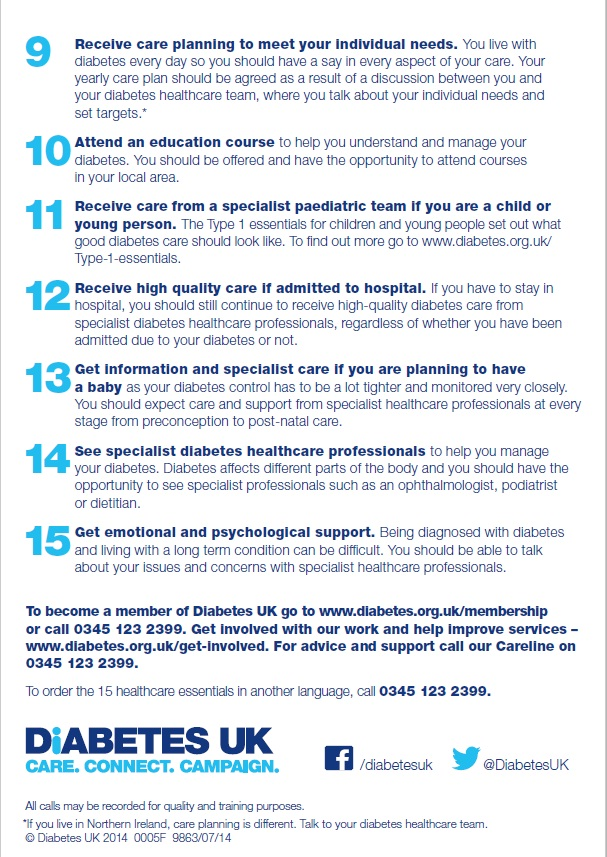 9 Receive care planning to meet your individual needs. You live with
diabetes every day so you should have a say in every aspect of your care. Your
yearly care plan should be agreed as a result of a discussion between you and
your diabetes healthcare team, where you talk about your individual needs and
set targets.*
10 Attend an education course to help you understand and manage your
diabetes. You should be offered and have the opportunity to attend courses
in your local area.
11 Receive care from a specialist paediatric team if you are a child or
young person. The Type 1 essentials for children and young people set out what
good diabetes care should look like. To find out more go to www.diabetes.org.uk/
Type-1-essentials.
12 Receive high quality care if admitted to hospital. If you have to stay in
hospital, you should still continue to receive high-quality diabetes care from
specialist diabetes healthcare professionals, regardless of whether you have been
admitted due to your diabetes or not.
13 Get information and specialist care if you are planning to have
a baby as your diabetes control has to be a lot tighter and monitored very closely.
You should expect care and support from specialist healthcare professionals at every
stage from preconception to post-natal care.
14 See specialist diabetes healthcare professionals to help you manage
your diabetes. Diabetes affects different parts of the body and you should have the
opportunity to see specialist professionals such as an ophthalmologist, podiatrist
or dietitian.
15 Get emotional and psychological support. Being diagnosed with diabetes
and living with a long term condition can be difficult. You should be able to talk
about your issues and concerns with specialist healthcare professionals.
To become a member of Diabetes UK go to www.diabetes.org.uk/membership
or call 0345 123 2399. Get involved with our work and help improve services –
www.diabetes.org.uk/get-involved. For advice and support call our Careline on
0345 123 2399.
To order the 15 healthcare essentials in another language, call 0345 123 2399.
DiABETES UK
CARE. CONNECT. CAMPAIGN.
/diabetesuk @DiabetesUK
All calls may be recorded for quality and training purposes.
*If you live in Northern Ireland, care planning is different. Talk to your diabetes healthcare team.
© Diabetes UK 2014 0005F 9863/07/14